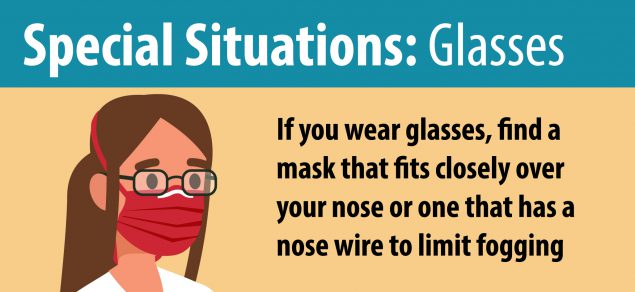 Special Situations: Glasses
If you wear glasses, find a
mask that fits closely over
your nose or one that has a
nose wire to limit fogging